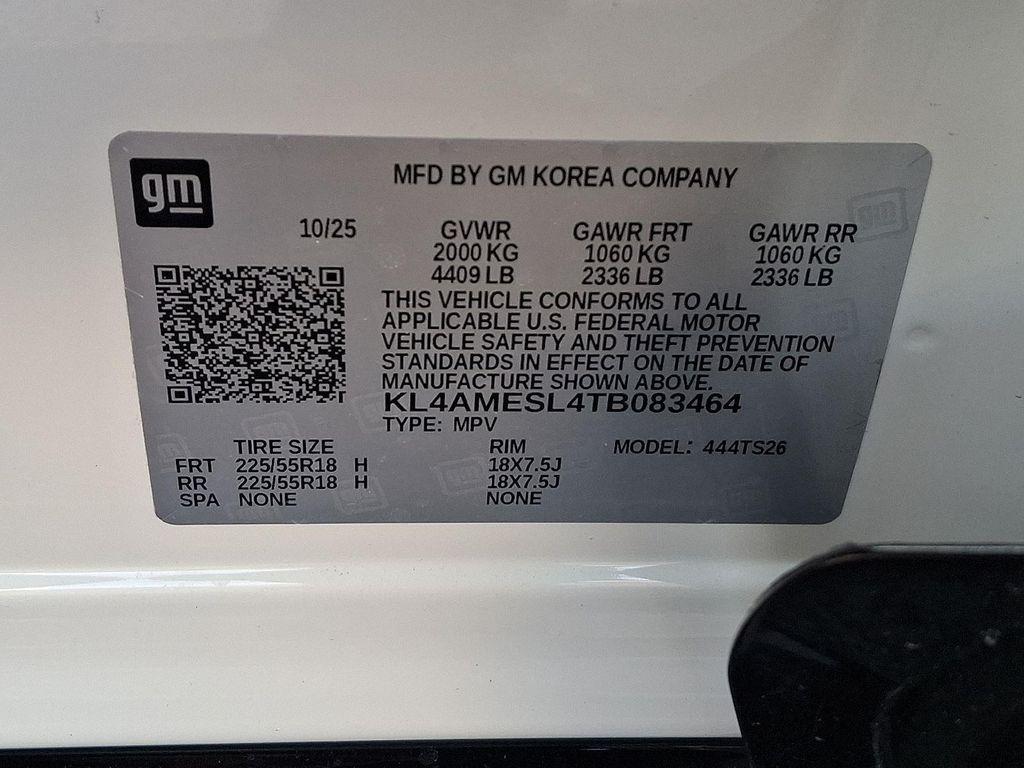 gm
MFD BY GM KOREA COMPANY
10/25 GVWR GAWR FRT GAWR RR
2000 KG 1060 KG 1060 KG
4409 LB 2336 LB 2336 LB
THIS VEHICLE CONFORMS TO ALL
APPLICABLE U.S. FEDERAL MOTOR
VEHICLE SAFETY AND THEFT PREVENTION
STANDARDS IN EFFECT ON THE DATE OF
MANUFACTURE SHOWN ABOVE.
KL4AMESL4TB083464
TYPE: MPV
TIRE SIZE RIM MODEL: 444TS26
FRT 225/55R18 H 18X7.5J
RR 225/55R18 H 18X7.5J
SPA NONE NONE